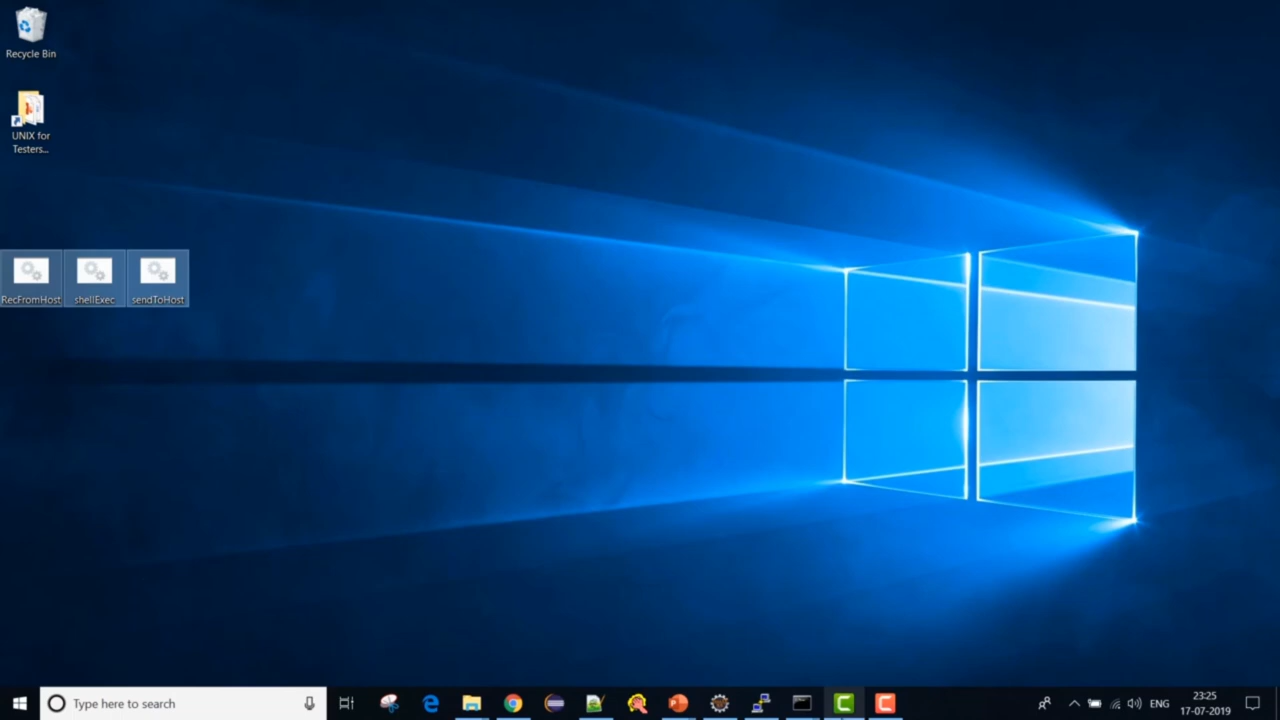 Recycle Bin
UNIX for
Testers...
RecFromHost
shellExec
sendToHost
Type here to search
ENG
23:25
17-07-2019